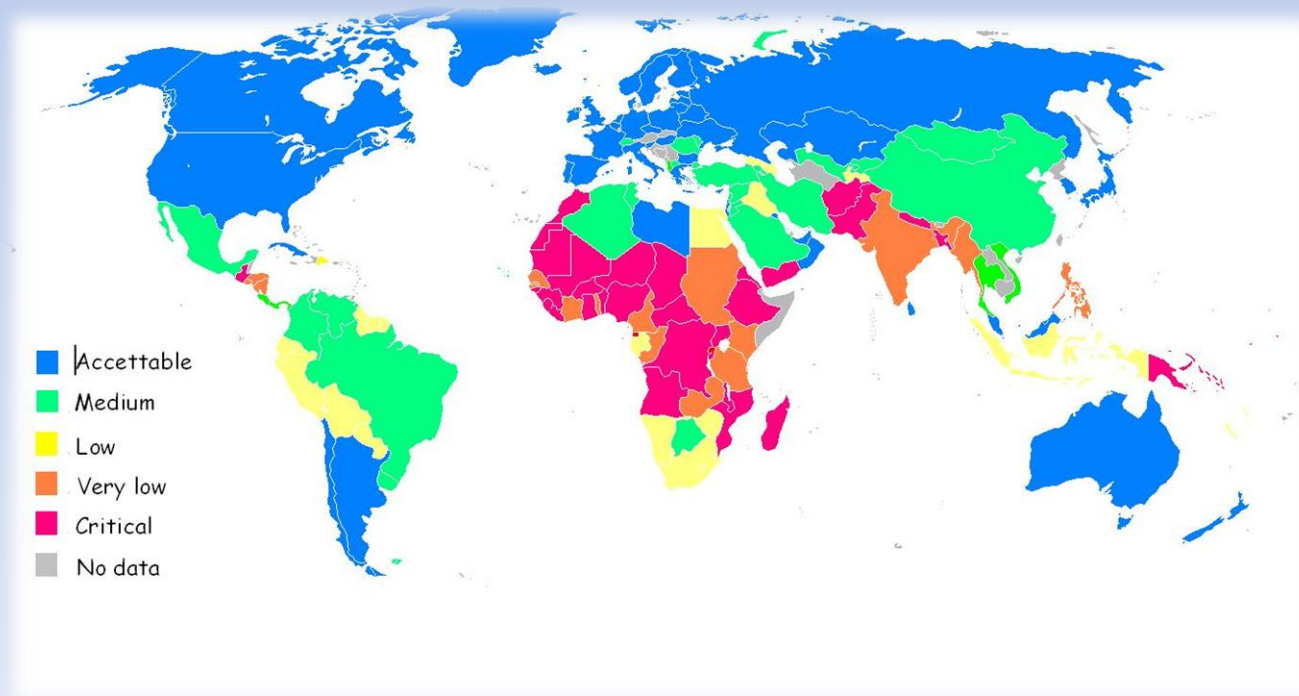 Accettable
Medium
Low
Very low
Critical
No data